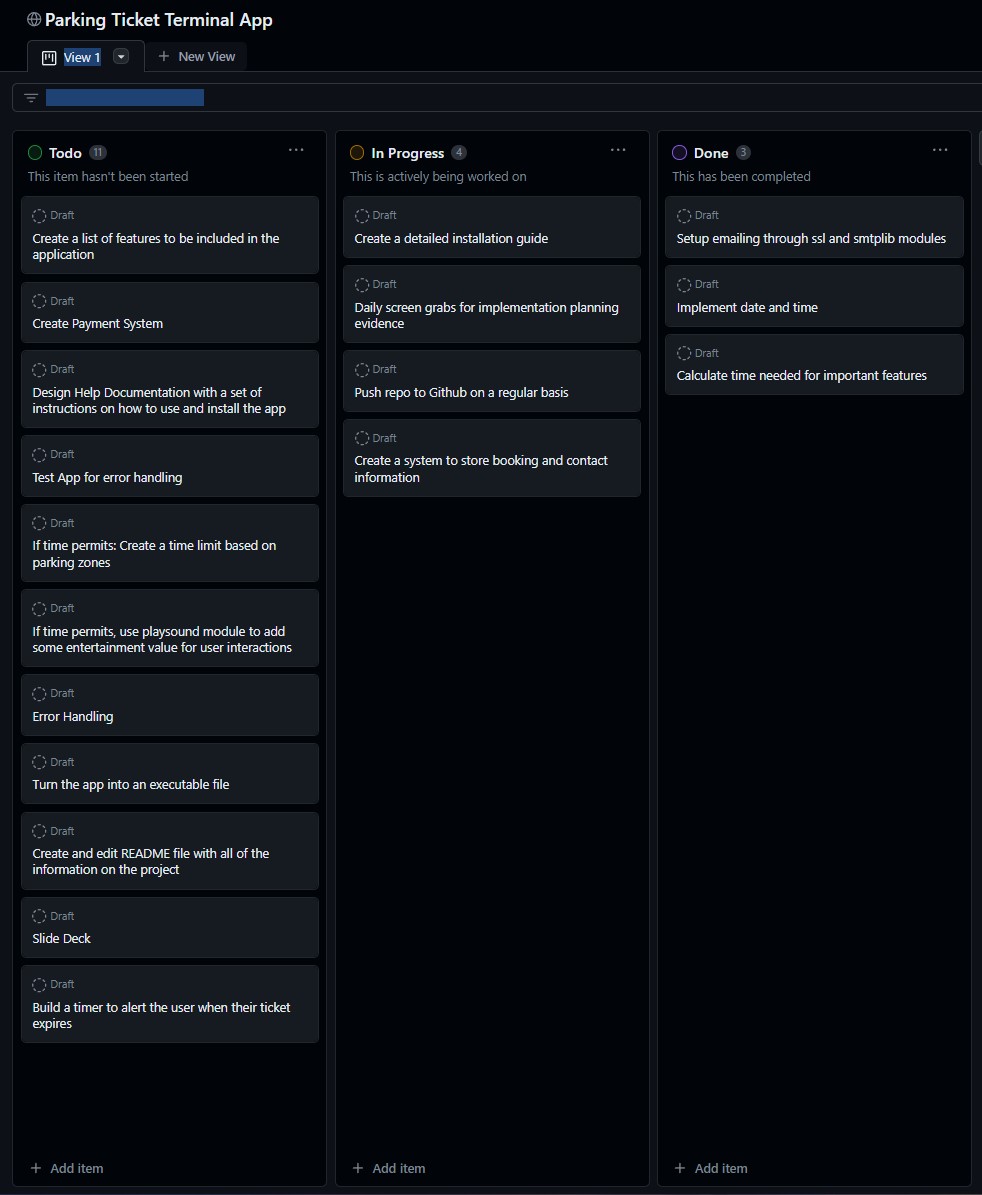 Parking Ticket Terminal App
View 1
New View
Todo 11
This item hasn't been started
Draft
Create a list of features to be included in the
application
Draft
Create Payment System
Draft
Design Help Documentation with a set of
instructions on how to use and install the app
Draft
Test App for error handling
Draft
If time permits: Create a time limit based on
parking zones
Draft
If time permits, use playsound module to add
some entertainment value for user interactions
Draft
Error Handling
Draft
Turn the app into an executable file
Draft
Create and edit README file with all of the
information on the project
Draft
Slide Deck
Draft
Build a timer to alert the user when their ticket
expires
Add item
In Progress 4
This is actively being worked on
Draft
Create a detailed installation guide
Draft
Daily screen grabs for implementation planning
evidence
Draft
Push repo to Github on a regular basis
Draft
Create a system to store booking and contact
information
Add item
Done 3
This has been completed
Draft
Setup emailing through ssl and smtplib modules
Draft
Implement date and time
Draft
Calculate time needed for important features
Add item